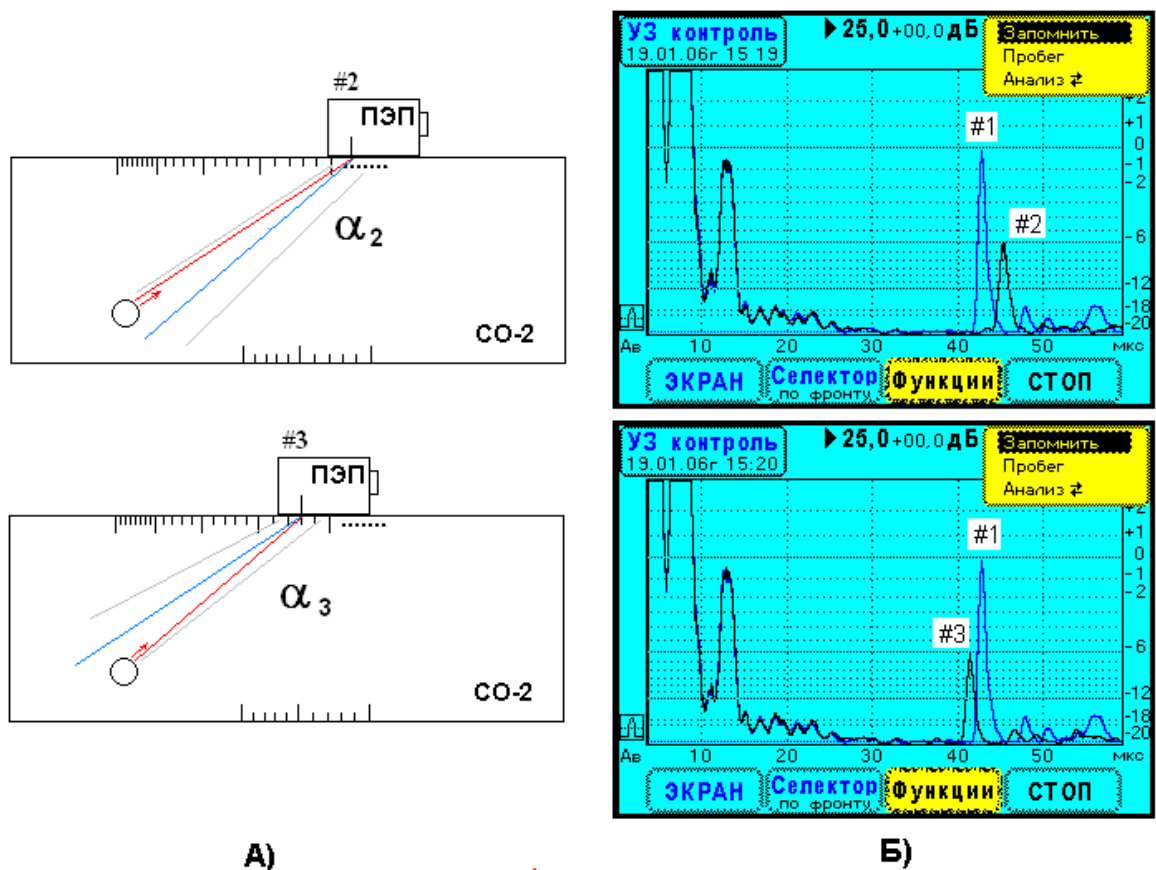 #2
ПЭП
α₂
СО-2
УЗ контроль
19.01.06г 15 19
▶25,0+00,0дБ
Запомнить
Пробег
Анализ ⇄
+2
+1
0
-1
-2
-6
-12
-18
-20
#1
#2
Ав 10 20 30 40 50 мкс
ЭКРАН
Селектор
по фронту
Функции
СТОП
#3
ПЭП
α₃
СО-2
УЗ контроль
19.01.06г 15:20
▶25,0+00,0дБ
Запомнить
Пробег
Анализ ⇄
+2
+1
0
-1
-2
-6
-12
-18
-20
#1
#3
Ав 10 20 30 40 50 мкс
ЭКРАН
Селектор
по фронту
Функции
СТОП
А)
Б)